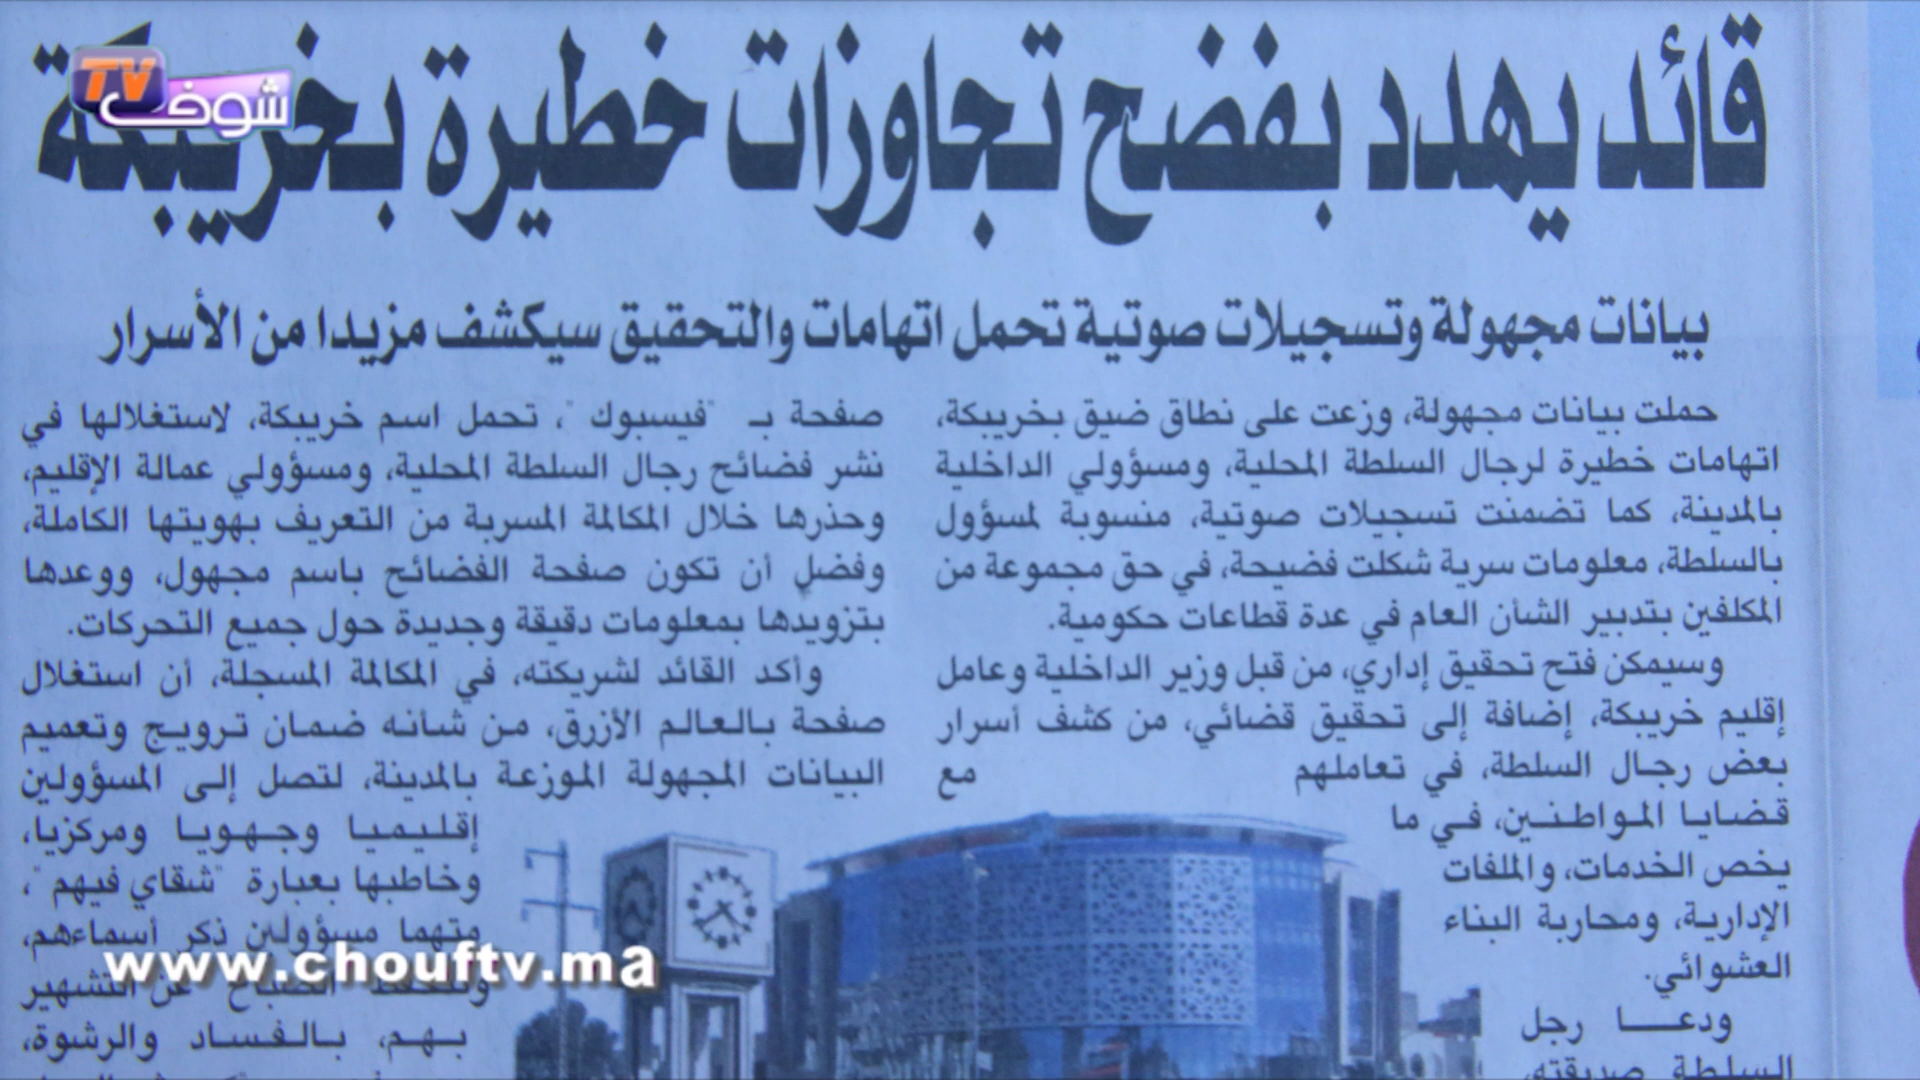 قائد يهدد بفضح تجاوزات خطيرة بخريبكة
بيانات مجهولة وتسجيلات صوتية تحمل اتهامات والتحقيق سيكشف مزيدا من الأسرار
حملت بيانات مجهولة، وزعت على نطاق ضيق بخريبكة،
اتهامات خطيرة لرجال السلطة المحلية، ومسؤولي الداخلية
بالمدينة، كما تضمنت تسجيلات صوتية، منسوبة لمسؤول
بالسلطة، معلومات سرية شكلت فضيحة، في حق مجموعة من
المكلفين بتدبير الشأن العام في عدة قطاعات حكومية.
وسيمكن فتح تحقيق إداري، من قبل وزير الداخلية وعامل
إقليم خريبكة، إضافة إلى تحقيق قضائي، من كشف أسرار
بعض رجال السلطة، في تعاملهم مع
قضايا المواطنين، في ما
يخص الخدمات، والملفات
الإدارية، ومحاربة البناء
العشوائي.
ودعا رجل
السلطة صديقته،
صفحة بـ "فيسبوك"، تحمل اسم خريبكة، لاستغلالها في
نشر فضائح رجال السلطة المحلية، ومسؤولي عمالة الإقليم،
وحذرها خلال المكالمة المسربة من التعريف بهويتها الكاملة،
وفضل أن تكون صفحة الفضائح باسم مجهول، ووعدها
بتزويدها بمعلومات دقيقة وجديدة حول جميع التحركات.
وأكد القائد لشريكته، في المكالمة المسجلة، أن استغلال
صفحة بالعالم الأزرق، من شأنه ضمان ترويج وتعميم
البيانات المجهولة الموزعة بالمدينة، لتصل إلى المسؤولين
إقليميا وجهويا ومركزيا،
وخاطبها بعبارة "شقاي فيهم"،
متهما مسؤولين ذكر أسماءهم،
وتتحفظ الصباح عن التشهير
بهم، بالفساد والرشوة،
شوف TV
www.chouftv.ma